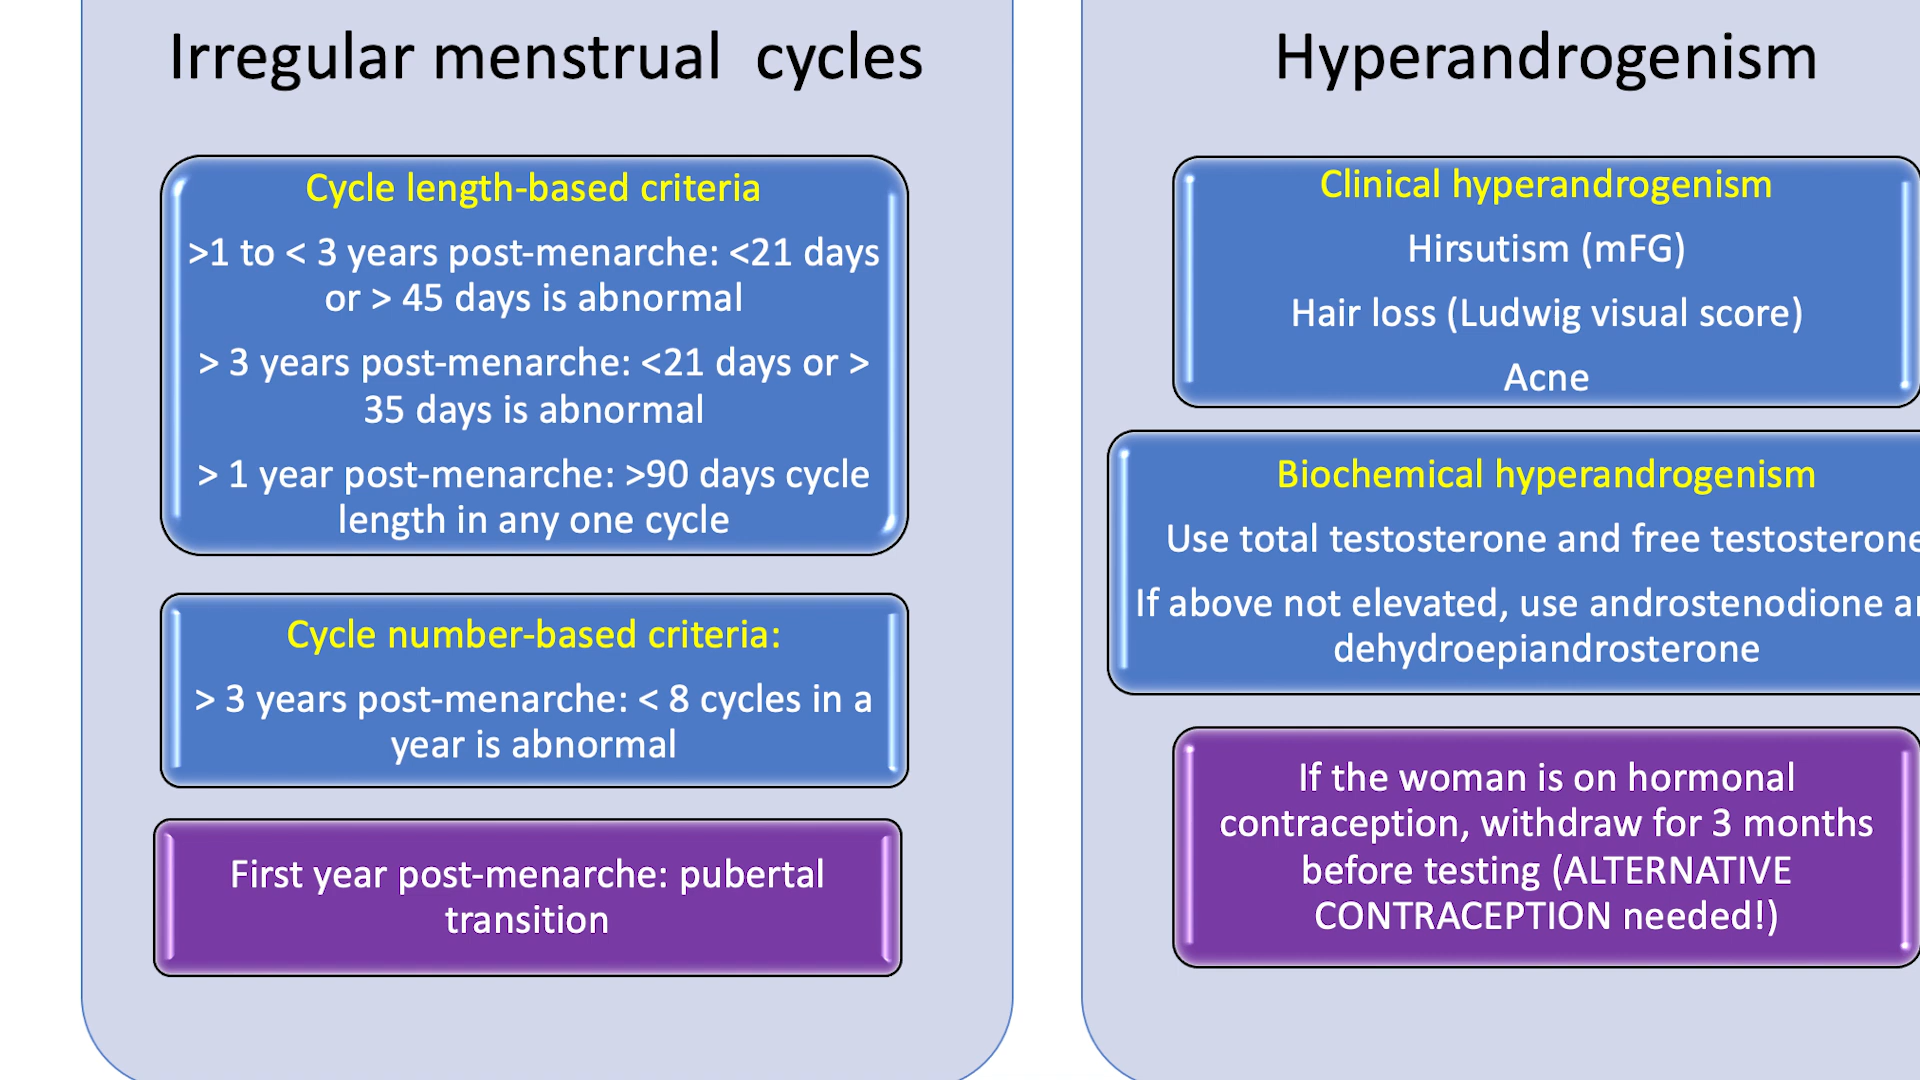 Irregular menstrual cycles
Cycle length-based criteria
>1 to < 3 years post-menarche: <21 days
or > 45 days is abnormal
> 3 years post-menarche: <21 days or >
35 days is abnormal
> 1 year post-menarche: >90 days cycle
length in any one cycle
Cycle number-based criteria:
> 3 years post-menarche: < 8 cycles in a
year is abnormal
First year post-menarche: pubertal
transition
Hyperandrogenism
Clinical hyperandrogenism
Hirsutism (mFG)
Hair loss (Ludwig visual score)
Acne
Biochemical hyperandrogenism
Use total testosterone and free testosterone
If above not elevated, use androstenodione
dehydroepiandrosterone
If the woman is on hormonal
contraception, withdraw for 3 months
before testing (ALTERNATIVE
CONTRACEPTION needed!)